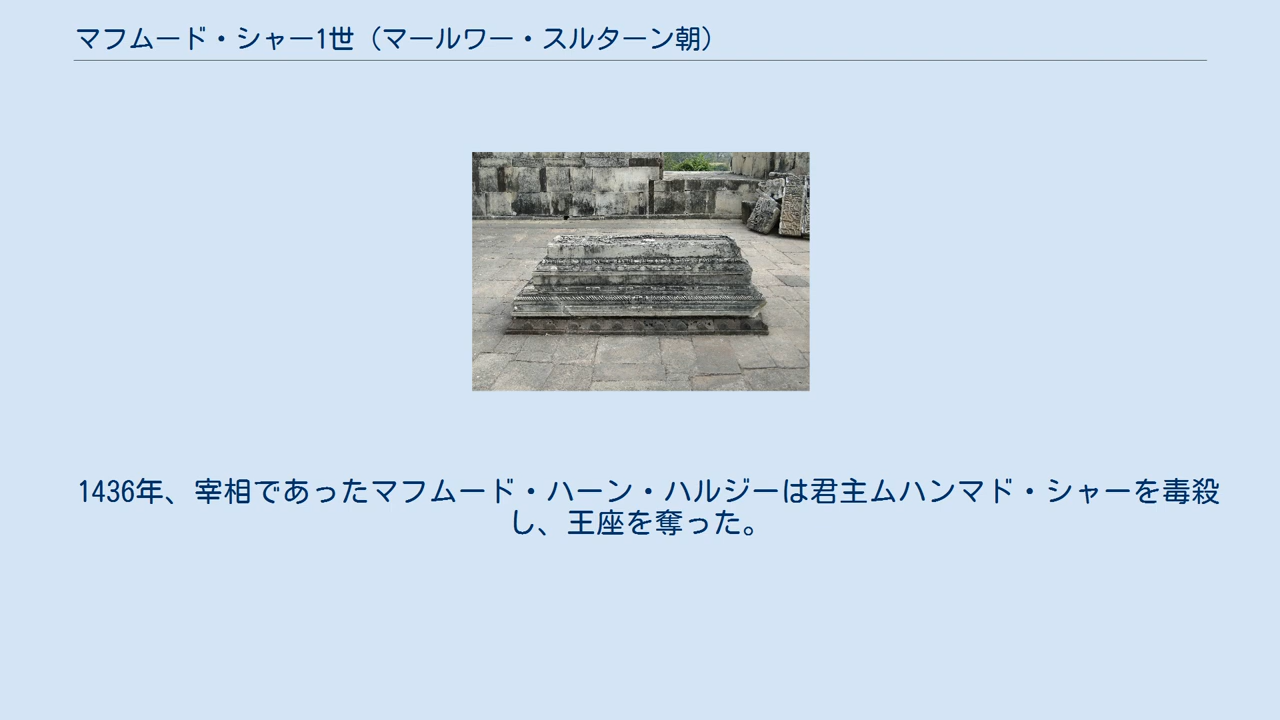 マフムード・シャー1世（マールワー・スルターン朝）
1436年、宰相であったマフムード・ハーン・ハルジーは君主ムハンマド・シャーを毒殺
し、王座を奪った。